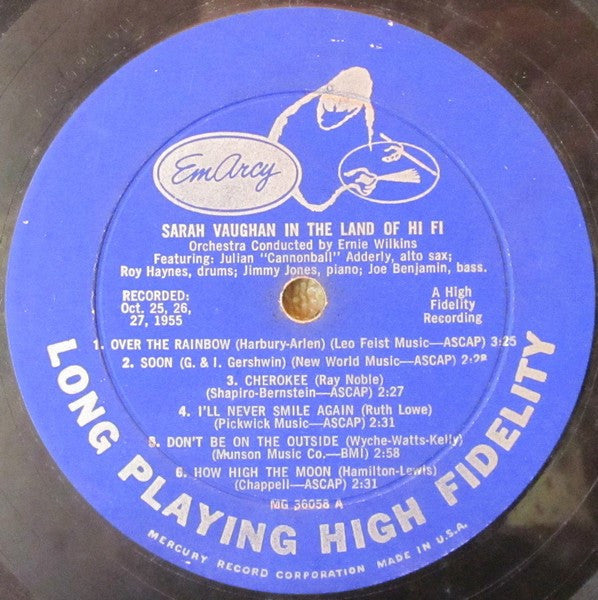 EmArcy
SARAH VAUGHAN IN THE LAND OF HI FI
Orchestra Conducted by Ernie Wilkins
Featuring: Julian "Cannonball" Adderly, alto sax;
Roy Haynes, drums; Jimmy Jones, piano; Joe Benjamin, bass.
RECORDED:
Oct. 25, 26,
27, 1955
A High
Fidelity
Recording
1. OVER THE RAINBOW (Harbury-Arlen) (Leo Feist Music—ASCAP) 3:25
2. SOON (G. & I. Gershwin) (New World Music—ASCAP) 2:28
3. CHEROKEE (Ray Noble)
(Shapiro-Bernstein—ASCAP) 2:27
4. I'LL NEVER SMILE AGAIN (Ruth Lowe)
(Pickwick Music—ASCAP) 2:31
5. DON'T BE ON THE OUTSIDE (Wyche-Watts-Kelly)
(Munson Music Co.—BMI) 2:58
6. HOW HIGH THE MOON (Hamilton-Lewis)
(Chappell—ASCAP) 2:31
MG 36058 A
LONG PLAYING HIGH FIDELITY
MERCURY RECORD CORPORATION MADE IN U.S.A.